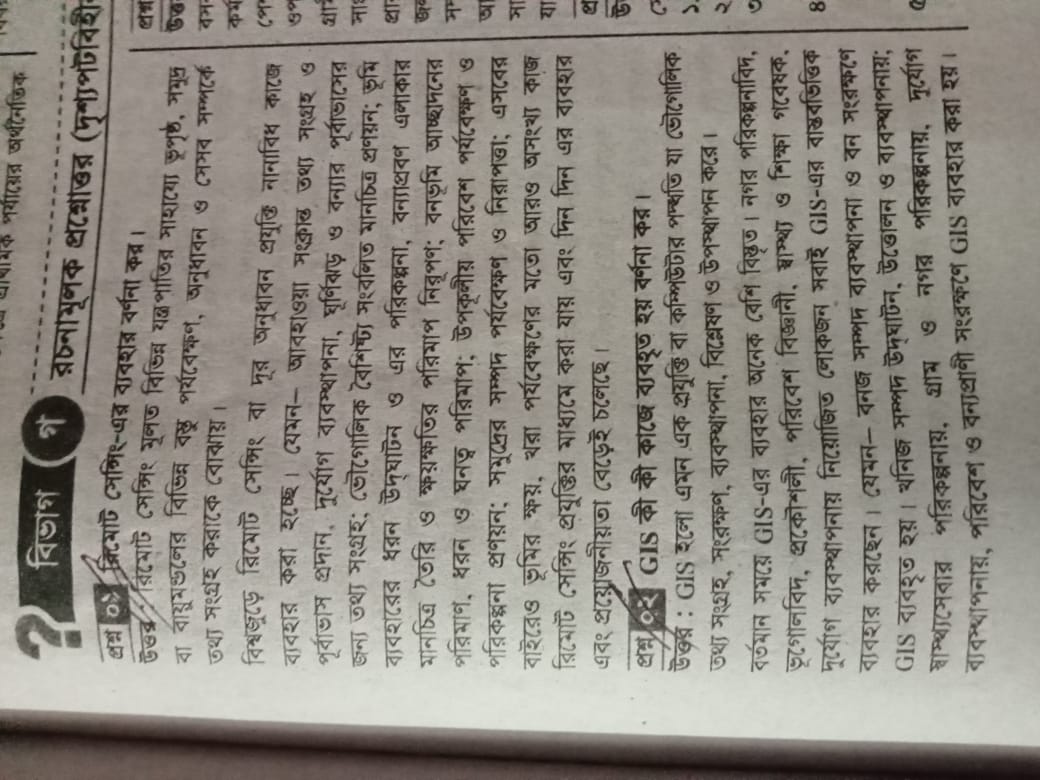 প্রাথমিক পর্যায়ের অর্থনৈতিক
? বিভাগ গ রচনামূলক প্রশ্নোত্তর (দৃশ্যপটবিহী
প্রশ্ন ০১ রিমোট সেন্সিং-এর ব্যবহার বর্ণনা কর।
উত্তর : রিমোট সেন্সিং মূলত বিভিন্ন যন্ত্রপাতির সাহায্যে ভূপৃষ্ঠ, সমুদ্র
বা বায়ুমণ্ডলের বিভিন্ন বস্তু পর্যবেক্ষণ, অনুধাবন ও সেসব সম্পর্কে
তথ্য সংগ্রহ করাকে বোঝায়।
বিশ্বজুড়ে রিমোট সেন্সিং বা দূর অনুধাবন প্রযুক্তি নানাবিধ কাজে
ব্যবহার করা হচ্ছে। যেমন– আবহাওয়া সংক্রান্ত তথ্য সংগ্রহ ও
পূর্বাভাস প্রদান, দুর্যোগ ব্যবস্থাপনা, ঘূর্ণিঝড় ও বন্যার পূর্বাভাসের
জন্য তথ্য সংগ্রহ; ভৌগোলিক বৈশিষ্ট্য সংবলিত মানচিত্র প্রণয়ন; ভূমি
ব্যবহারের ধরন উদ্ঘাটন ও এর পরিকল্পনা, বন্যাপ্রবণ এলাকার
মানচিত্র তৈরি ও ক্ষয়ক্ষতির পরিমাপ নিরূপণ; বনভূমি আচ্ছাদনের
পরিমাণ, ধরন ও ঘনত্ব পরিমাপ; উপকূলীয় পরিবেশ পর্যবেক্ষণ ও
পরিকল্পনা প্রণয়ন; সমুদ্রের সম্পদ পর্যবেক্ষণ ও নিরাপত্তা; এসবের
বাইরেও ভূমির ক্ষয়, খরা পর্যবেক্ষণের মতো আরও অসংখ্য কাজ
রিমোট সেন্সিং প্রযুক্তির মাধ্যমে করা যায় এবং দিন দিন এর ব্যবহার
এবং প্রয়োজনীয়তা বেড়েই চলেছে।
প্রশ্ন ০২ GIS কী কী কাজে ব্যবহৃত হয় বর্ণনা কর।
উত্তর : GIS হলো এমন এক প্রযুক্তি বা কম্পিউটার পদ্ধতি যা ভৌগোলিক
তথ্য সংগ্রহ, সংরক্ষণ, ব্যবস্থাপনা, বিশ্লেষণ ও উপস্থাপন করে।
বর্তমান সময়ে GIS-এর ব্যবহার অনেক বেশি বিস্তৃত। নগর পরিকল্পনাবিদ,
ভূগোলবিদ, প্রকৌশলী, পরিবেশ বিজ্ঞানী, স্বাস্থ্য ও শিক্ষা গবেষক,
দুর্যোগ ব্যবস্থাপনায় নিয়োজিত লোকজন সবাই GIS-এর বাস্তবভিত্তিক
ব্যবহার করছেন। যেমন– বনজ সম্পদ ব্যবস্থাপনা ও বন সংরক্ষণে
GIS ব্যবহৃত হয়। খনিজ সম্পদ উদ্ঘাটন, উত্তোলন ও ব্যবস্থাপনায়;
স্বাস্থ্যসেবার পরিকল্পনায়, গ্রাম ও নগর পরিকল্পনায়, দুর্যোগ
ব্যবস্থাপনায়, পরিবেশ ও বন্যপ্রাণী সংরক্ষণে GIS ব্যবহার করা হয়।